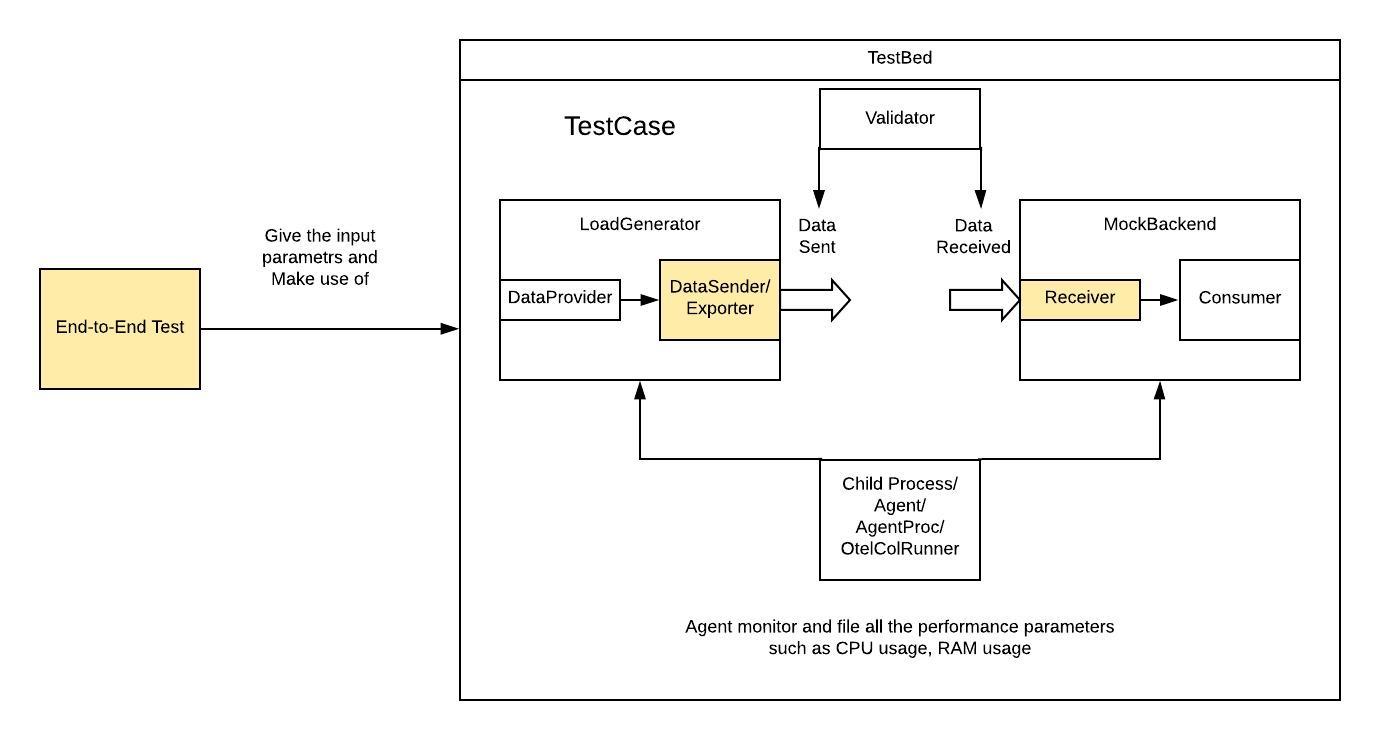 TestBed
TestCase
Validator
Give the input
parametrs and
Make use of
End-to-End Test
LoadGenerator
DataProvider
DataSender/
Exporter
Data
Sent
Data
Received
MockBackend
Receiver
Consumer
Child Process/
Agent/
AgentProc/
OtelColRunner
Agent monitor and file all the performance parameters
such as CPU usage, RAM usage